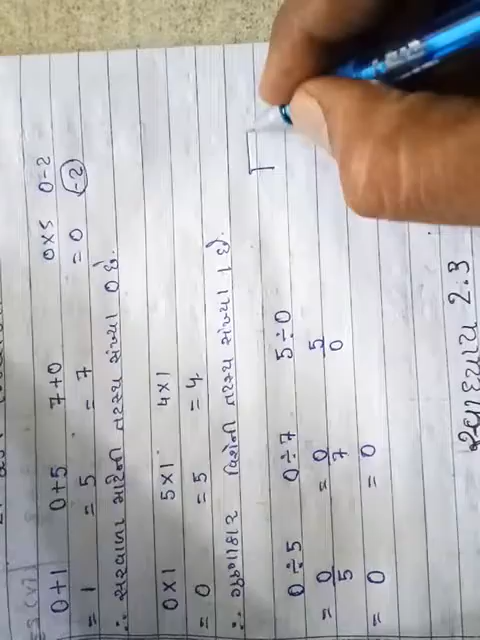 0+1 0+5 7+0 0×5 0-2
= 1 = 5 = 7 = 0 (-2)
∴ સરવાળા માટેની તટસ્થ સંખ્યા 0 છે.
0×1 5×1 4×1
= 0 = 5 = 4
∴ ગુણાકાર વિશેની તટસ્થ સંખ્યા 1 છે.
0÷5 0÷7 5÷0
= 0/5 = 0/7 5/0
= 0 = 0
સ્વાધ્યાય 2.3